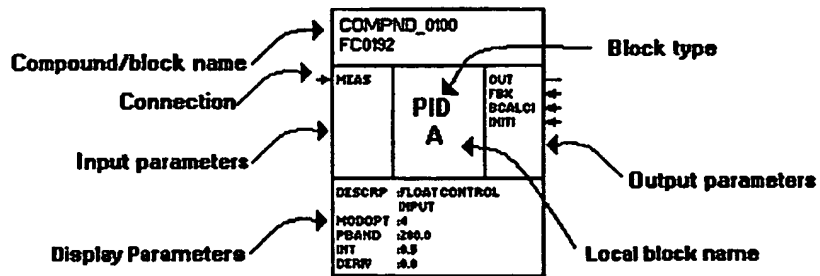 COMPND_0100
FC0192
Compound/block name
Block type
Connection
MEAS
PID
A
OUT
FBK
BCALCI
INITI
Input parameters
Output parameters
DESCRP :FLOAT CONTROL
INPUT
MODOPT :4
PBAND :200.0
INT :0.5
DERIV :0.0
Display Parameters
Local block name